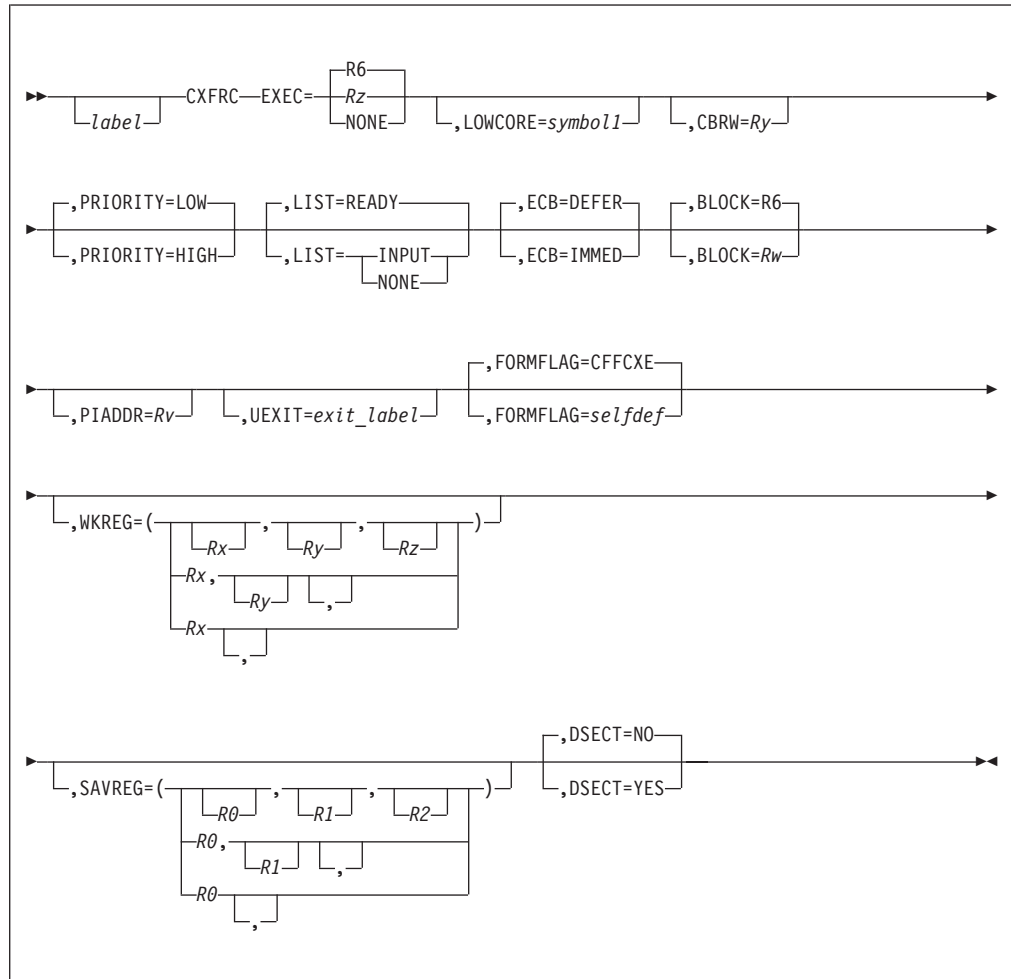 R6
CXFRC EXEC= Rz
label NONE ,LOWCORE=symbol1 ,CBRW=Ry
,PRIORITY=LOW ,LIST=READY ,ECB=DEFER ,BLOCK=R6
,PRIORITY=HIGH ,LIST= INPUT ,ECB=IMMED ,BLOCK=Rw
NONE
,FORMFLAG=CFFCXE
,PIADDR=Rv ,UEXIT=exit_label ,FORMFLAG=selfdef
,WKREG=( , , )
Rx Ry Rz
Rx,
Ry ,
Rx
,
,DSECT=NO
,SAVREG=( , , ) ,DSECT=YES
R0 R1 R2
R0,
R1 ,
R0
,